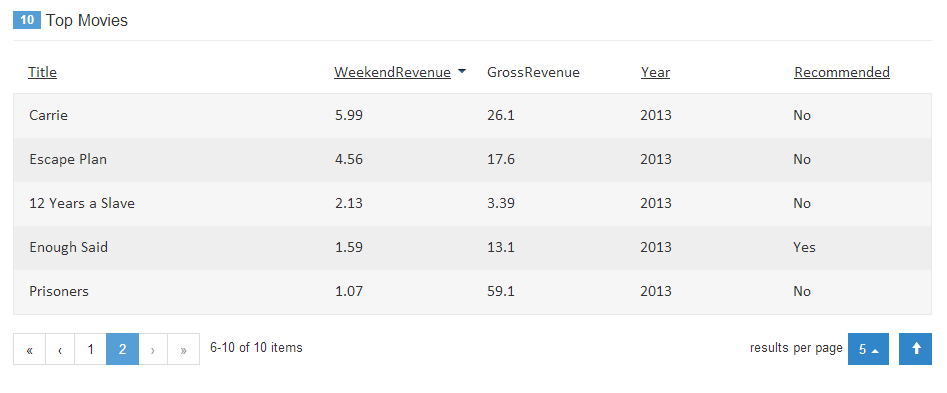 10 Top Movies
Title WeekendRevenue GrossRevenue Year Recommended
Carrie 5.99 26.1 2013 No
Escape Plan 4.56 17.6 2013 No
12 Years a Slave 2.13 3.39 2013 No
Enough Said 1.59 13.1 2013 Yes
Prisoners 1.07 59.1 2013 No
« ‹ 1 2 › » 6-10 of 10 items results per page 5